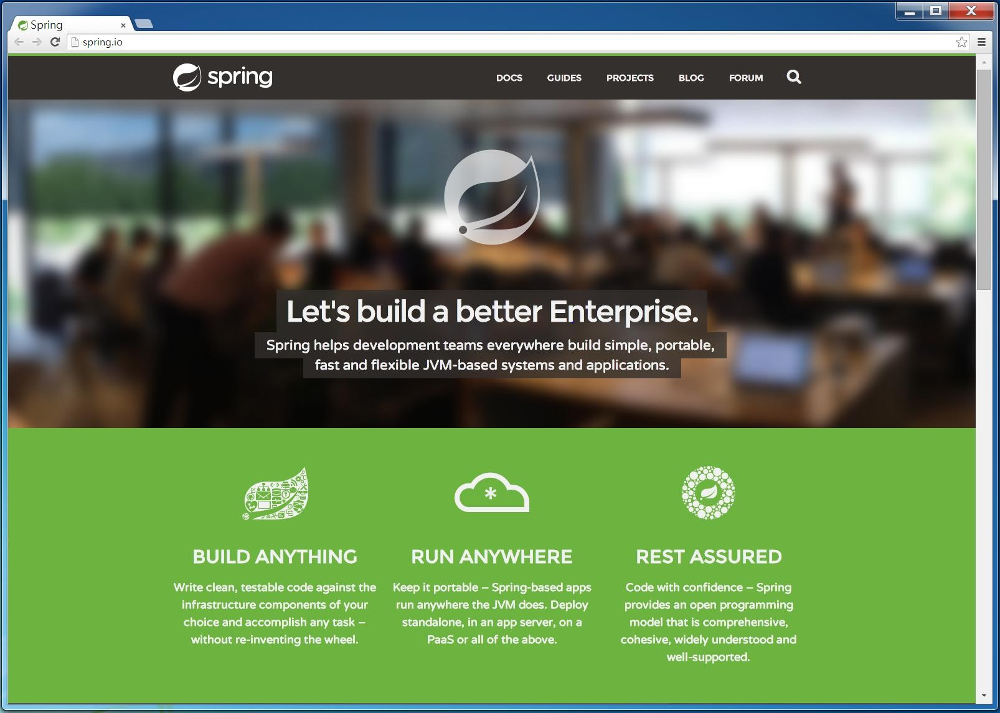 Spring
spring.io
spring
DOCS GUIDES PROJECTS BLOG FORUM
Let's build a better Enterprise.
Spring helps development teams everywhere build simple, portable,
fast and flexible JVM-based systems and applications.
BUILD ANYTHING
Write clean, testable code against the
infrastructure components of your
choice and accomplish any task –
without re-inventing the wheel.
RUN ANYWHERE
Keep it portable – Spring-based apps
run anywhere the JVM does. Deploy
standalone, in an app server, on a
PaaS or all of the above.
REST ASSURED
Code with confidence – Spring
provides an open programming
model that is comprehensive,
cohesive, widely understood and
well-supported.